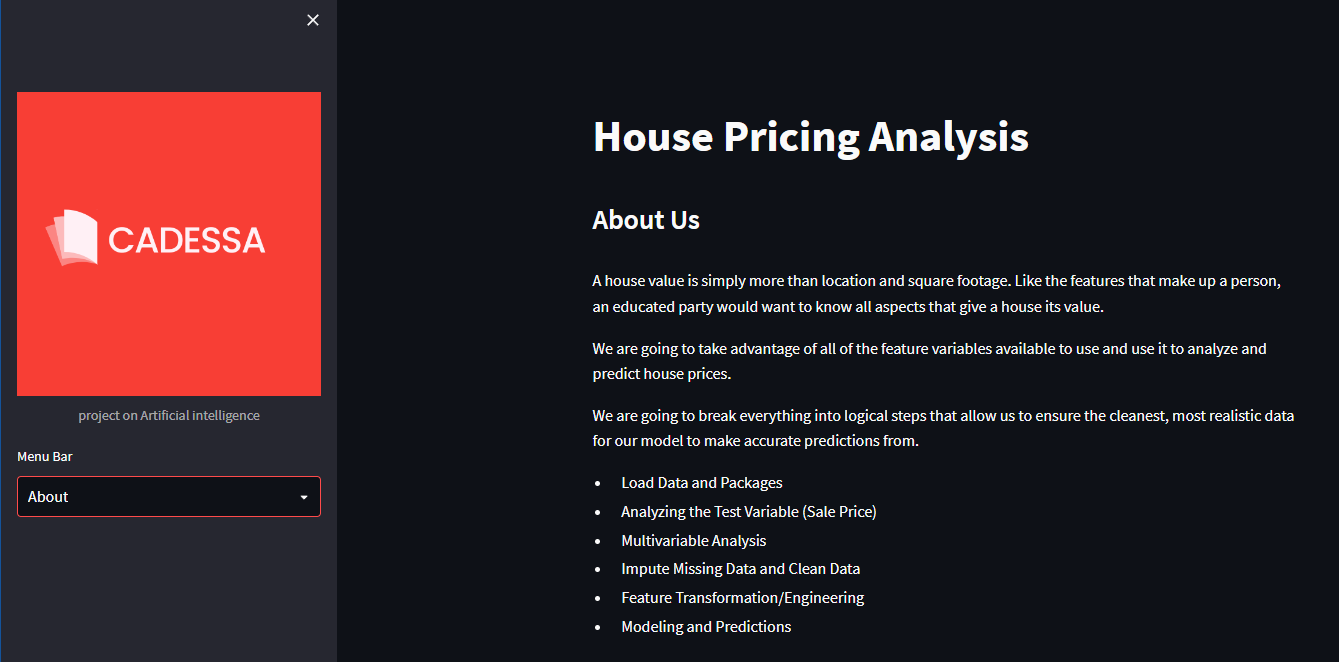 CADESSA
project on Artificial intelligence
Menu Bar
About
House Pricing Analysis
About Us
A house value is simply more than location and square footage. Like the features that make up a person,
an educated party would want to know all aspects that give a house its value.
We are going to take advantage of all of the feature variables available to use and use it to analyze and
predict house prices.
We are going to break everything into logical steps that allow us to ensure the cleanest, most realistic data
for our model to make accurate predictions from.
• Load Data and Packages
• Analyzing the Test Variable (Sale Price)
• Multivariable Analysis
• Impute Missing Data and Clean Data
• Feature Transformation/Engineering
• Modeling and Predictions